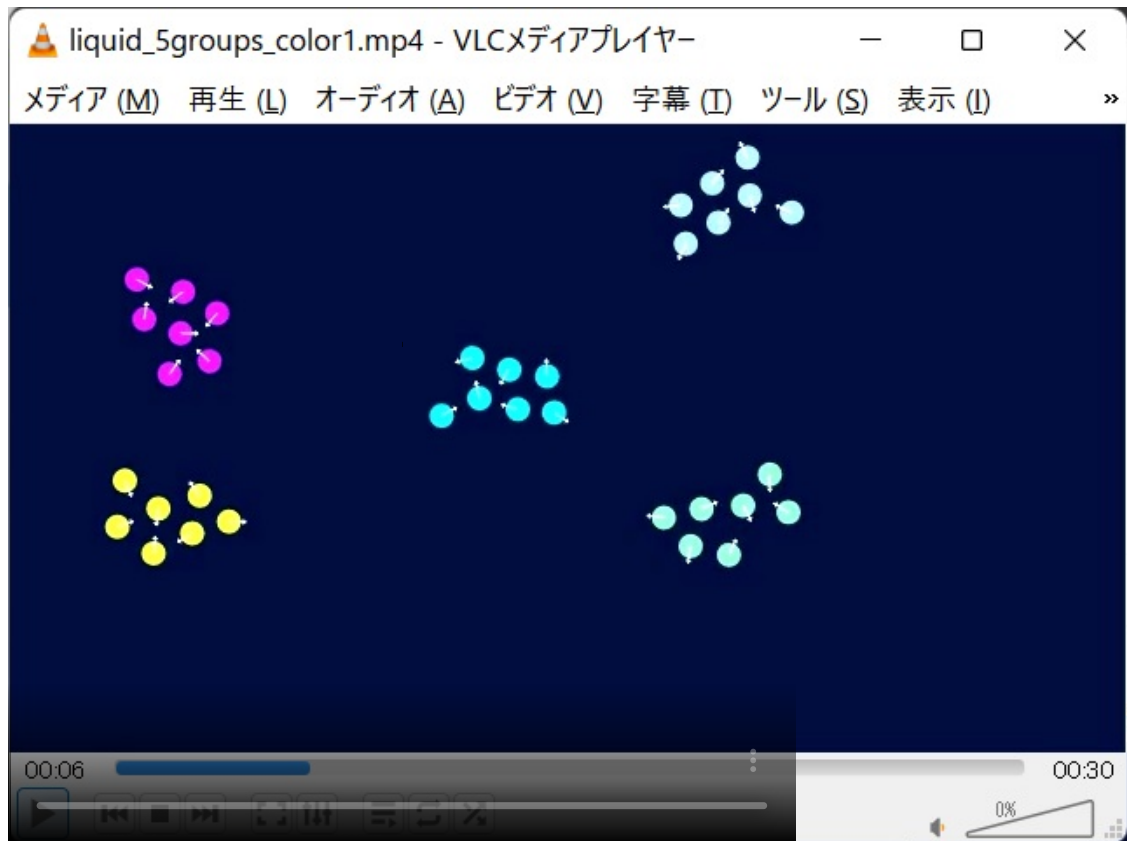 liquid_5groups_color1.mp4 - VLCメディアプレイヤー
メディア (M) 再生 (L) オーディオ (A) ビデオ (V) 字幕 (T) ツール (S) 表示 (I) »
00:06 00:30
0%